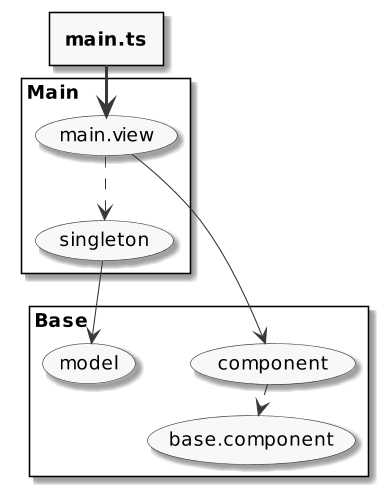 main.ts
Main
main.view
singleton
Base
model
component
base.component